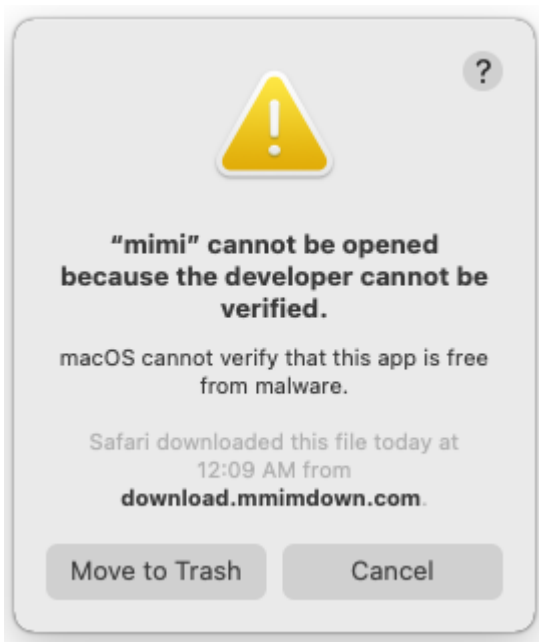 ?
“mimi” cannot be opened
because the developer cannot be
verified.
macOS cannot verify that this app is free
from malware.
Safari downloaded this file today at
12:09 AM from
download.mmimdown.com.
Move to Trash
Cancel